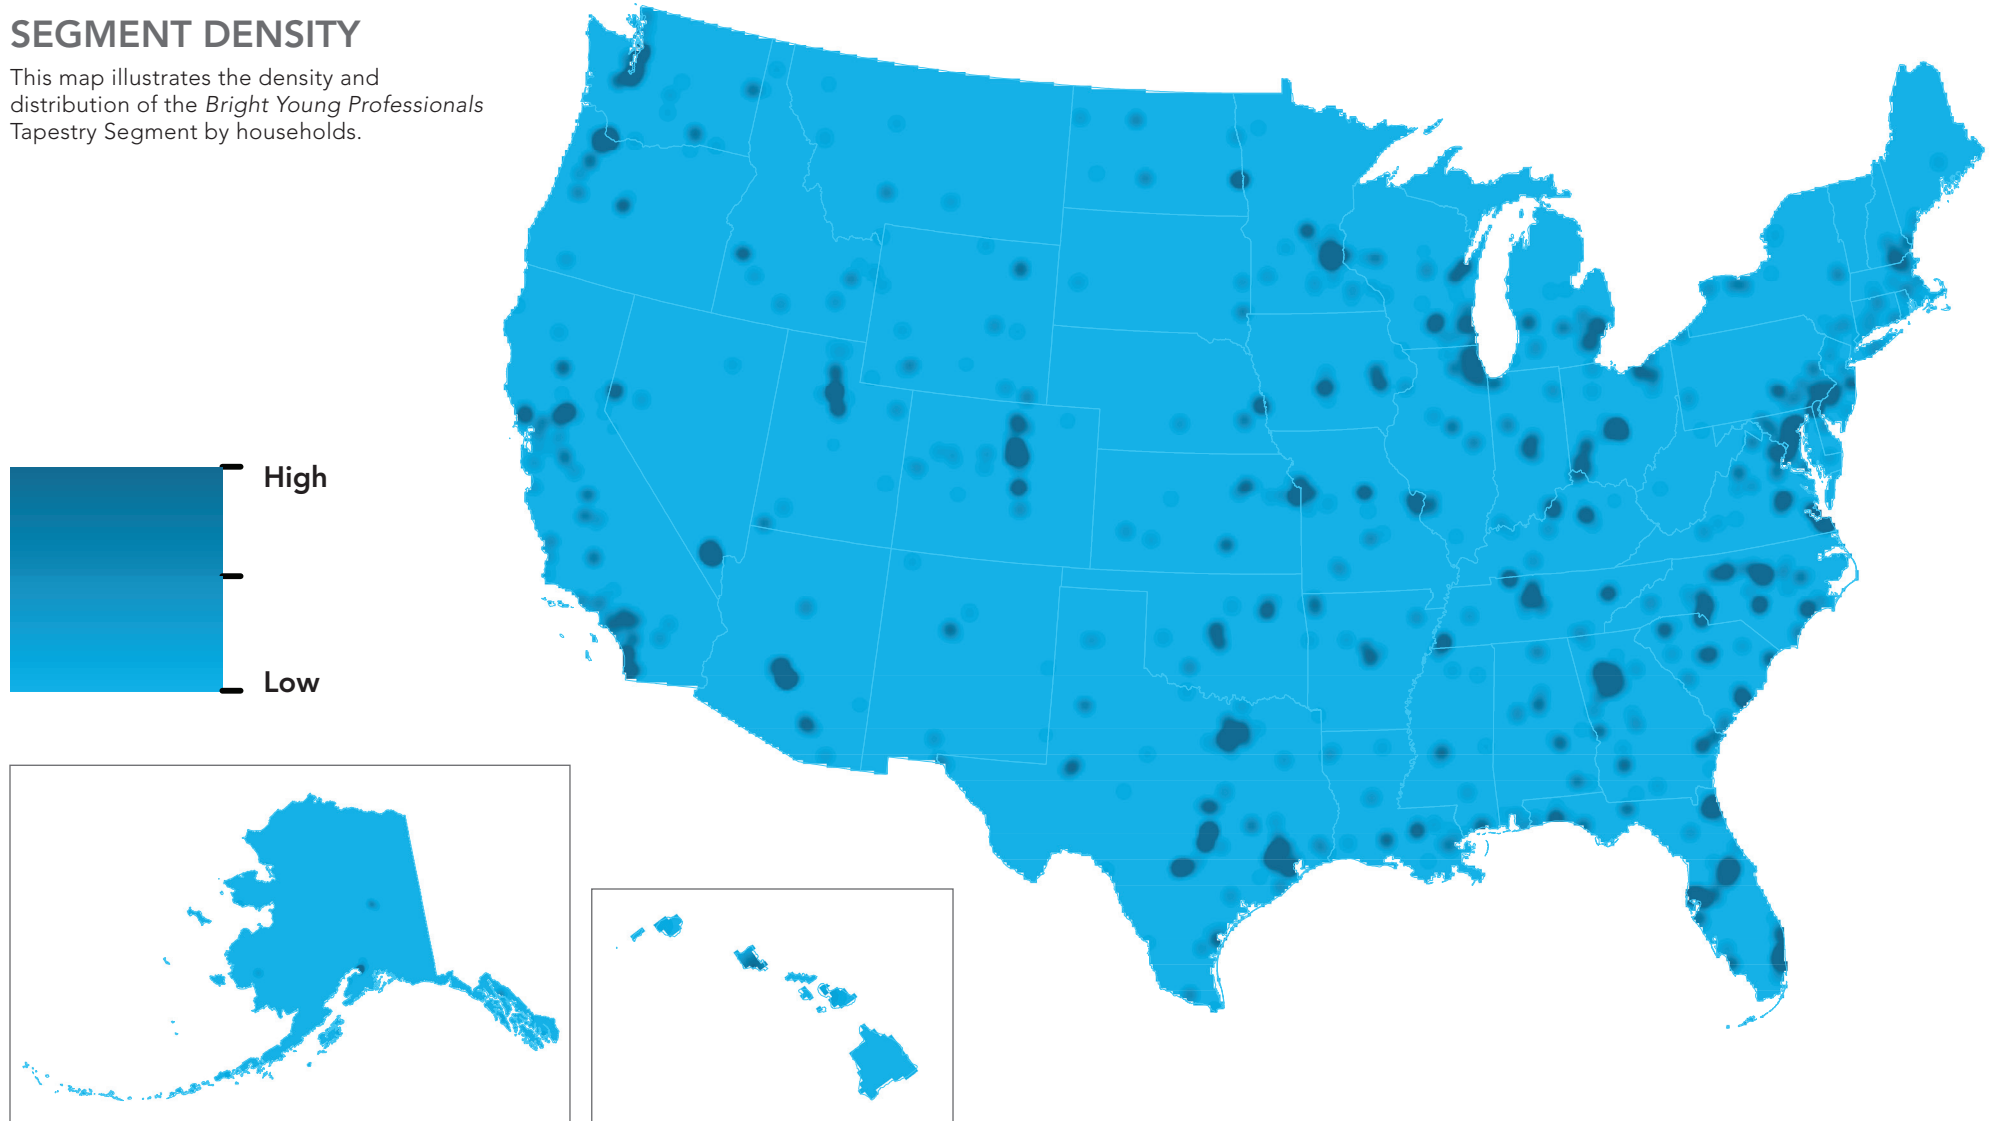 SEGMENT DENSITY
This map illustrates the density and
distribution of the Bright Young Professionals
Tapestry Segment by households.
High
Low